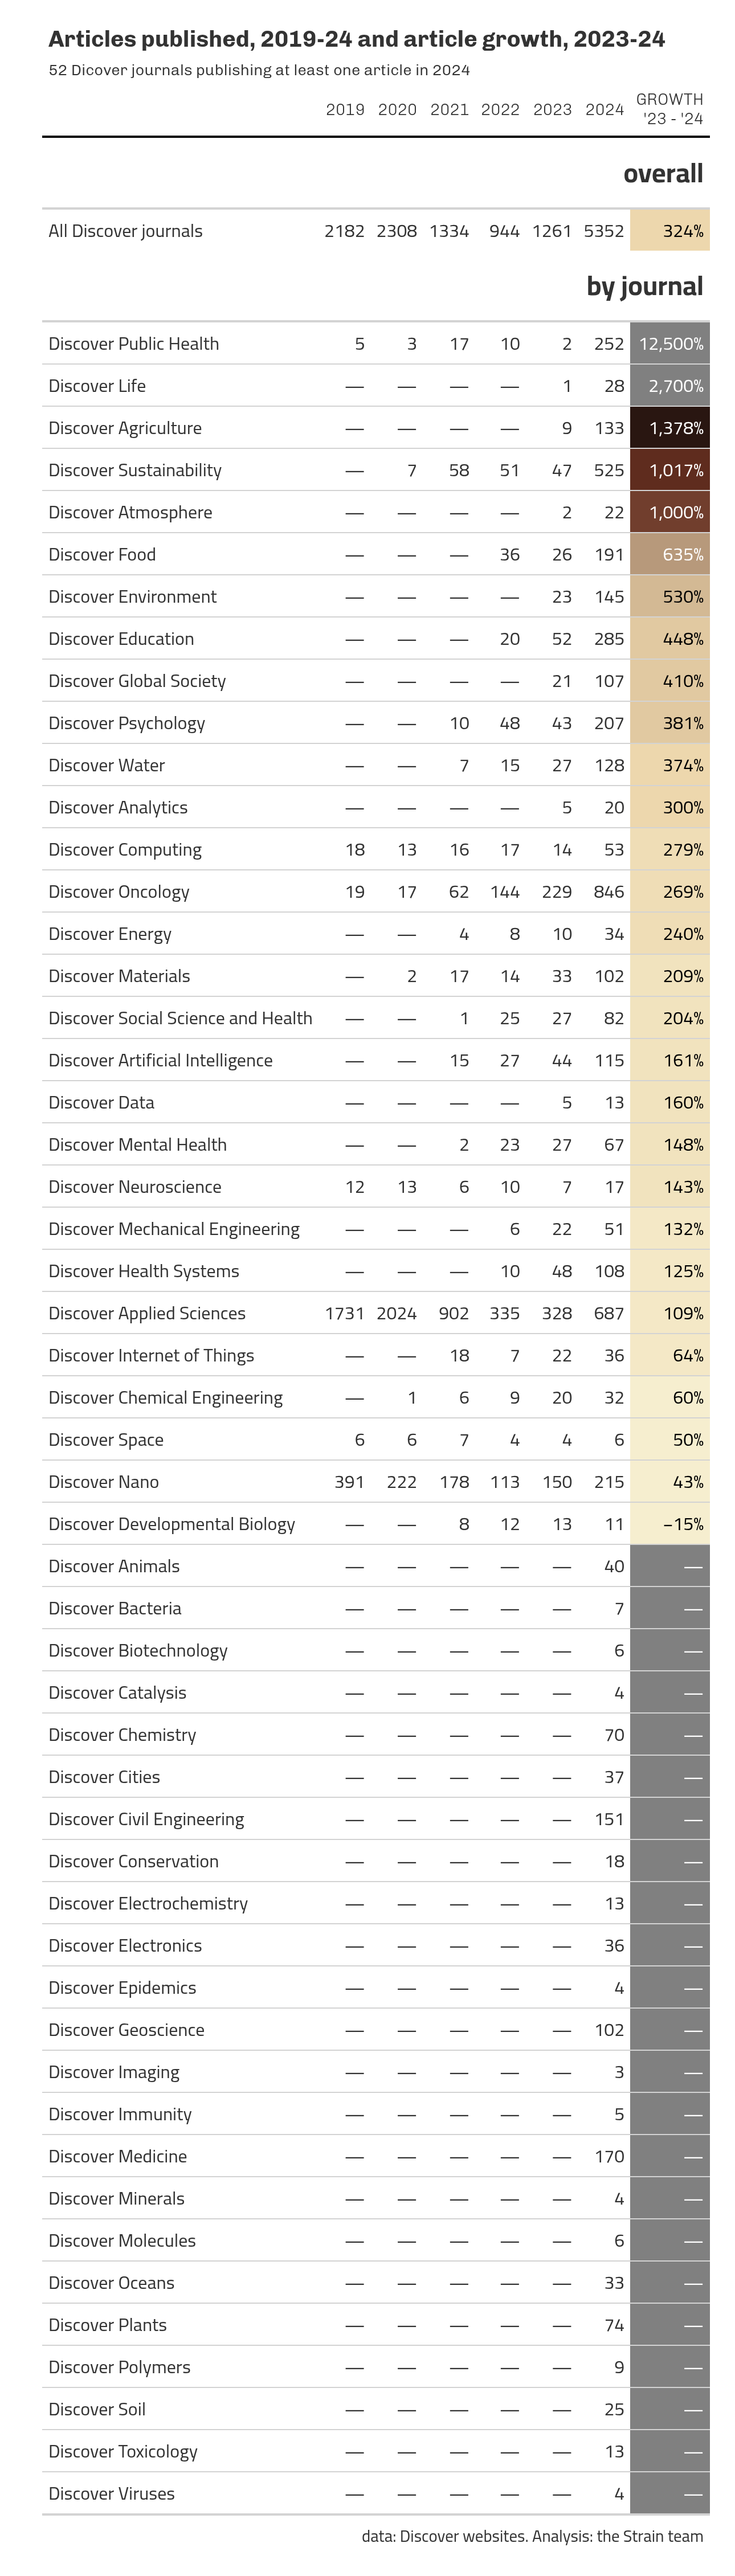 Articles published, 2019-24 and article growth, 2023-24
52 Dicover journals publishing at least one article in 2024
2019 2020 2021 2022 2023 2024 GROWTH '23 - '24
overall
All Discover journals 2182 2308 1334 944 1261 5352 324%
by journal
Discover Public Health 5 3 17 10 2 252 12,500%
Discover Life — — — — 1 28 2,700%
Discover Agriculture — — — — 9 133 1,378%
Discover Sustainability — 7 58 51 47 525 1,017%
Discover Atmosphere — — — — 2 22 1,000%
Discover Food — — — 36 26 191 635%
Discover Environment — — — — 23 145 530%
Discover Education — — — 20 52 285 448%
Discover Global Society — — — — 21 107 410%
Discover Psychology — — 10 48 43 207 381%
Discover Water — — 7 15 27 128 374%
Discover Analytics — — — — 5 20 300%
Discover Computing 18 13 16 17 14 53 279%
Discover Oncology 19 17 62 144 229 846 269%
Discover Energy — — 4 8 10 34 240%
Discover Materials — 2 17 14 33 102 209%
Discover Social Science and Health — — 1 25 27 82 204%
Discover Artificial Intelligence — — 15 27 44 115 161%
Discover Data — — — — 5 13 160%
Discover Mental Health — — 2 23 27 67 148%
Discover Neuroscience 12 13 6 10 7 17 143%
Discover Mechanical Engineering — — — 6 22 51 132%
Discover Health Systems — — — 10 48 108 125%
Discover Applied Sciences 1731 2024 902 335 328 687 109%
Discover Internet of Things — — 18 7 22 36 64%
Discover Chemical Engineering — 1 6 9 20 32 60%
Discover Space 6 6 7 4 4 6 50%
Discover Nano 391 222 178 113 150 215 43%
Discover Developmental Biology — — 8 12 13 11 −15%
Discover Animals — — — — — 40 —
Discover Bacteria — — — — — 7 —
Discover Biotechnology — — — — — 6 —
Discover Catalysis — — — — — 4 —
Discover Chemistry — — — — — 70 —
Discover Cities — — — — — 37 —
Discover Civil Engineering — — — — — 151 —
Discover Conservation — — — — — 18 —
Discover Electrochemistry — — — — — 13 —
Discover Electronics — — — — — 36 —
Discover Epidemics — — — — — 4 —
Discover Geoscience — — — — — 102 —
Discover Imaging — — — — — 3 —
Discover Immunity — — — — — 5 —
Discover Medicine — — — — — 170 —
Discover Minerals — — — — — 4 —
Discover Molecules — — — — — 6 —
Discover Oceans — — — — — 33 —
Discover Plants — — — — — 74 —
Discover Polymers — — — — — 9 —
Discover Soil — — — — — 25 —
Discover Toxicology — — — — — 13 —
Discover Viruses — — — — — 4 —
data: Discover websites. Analysis: the Strain team